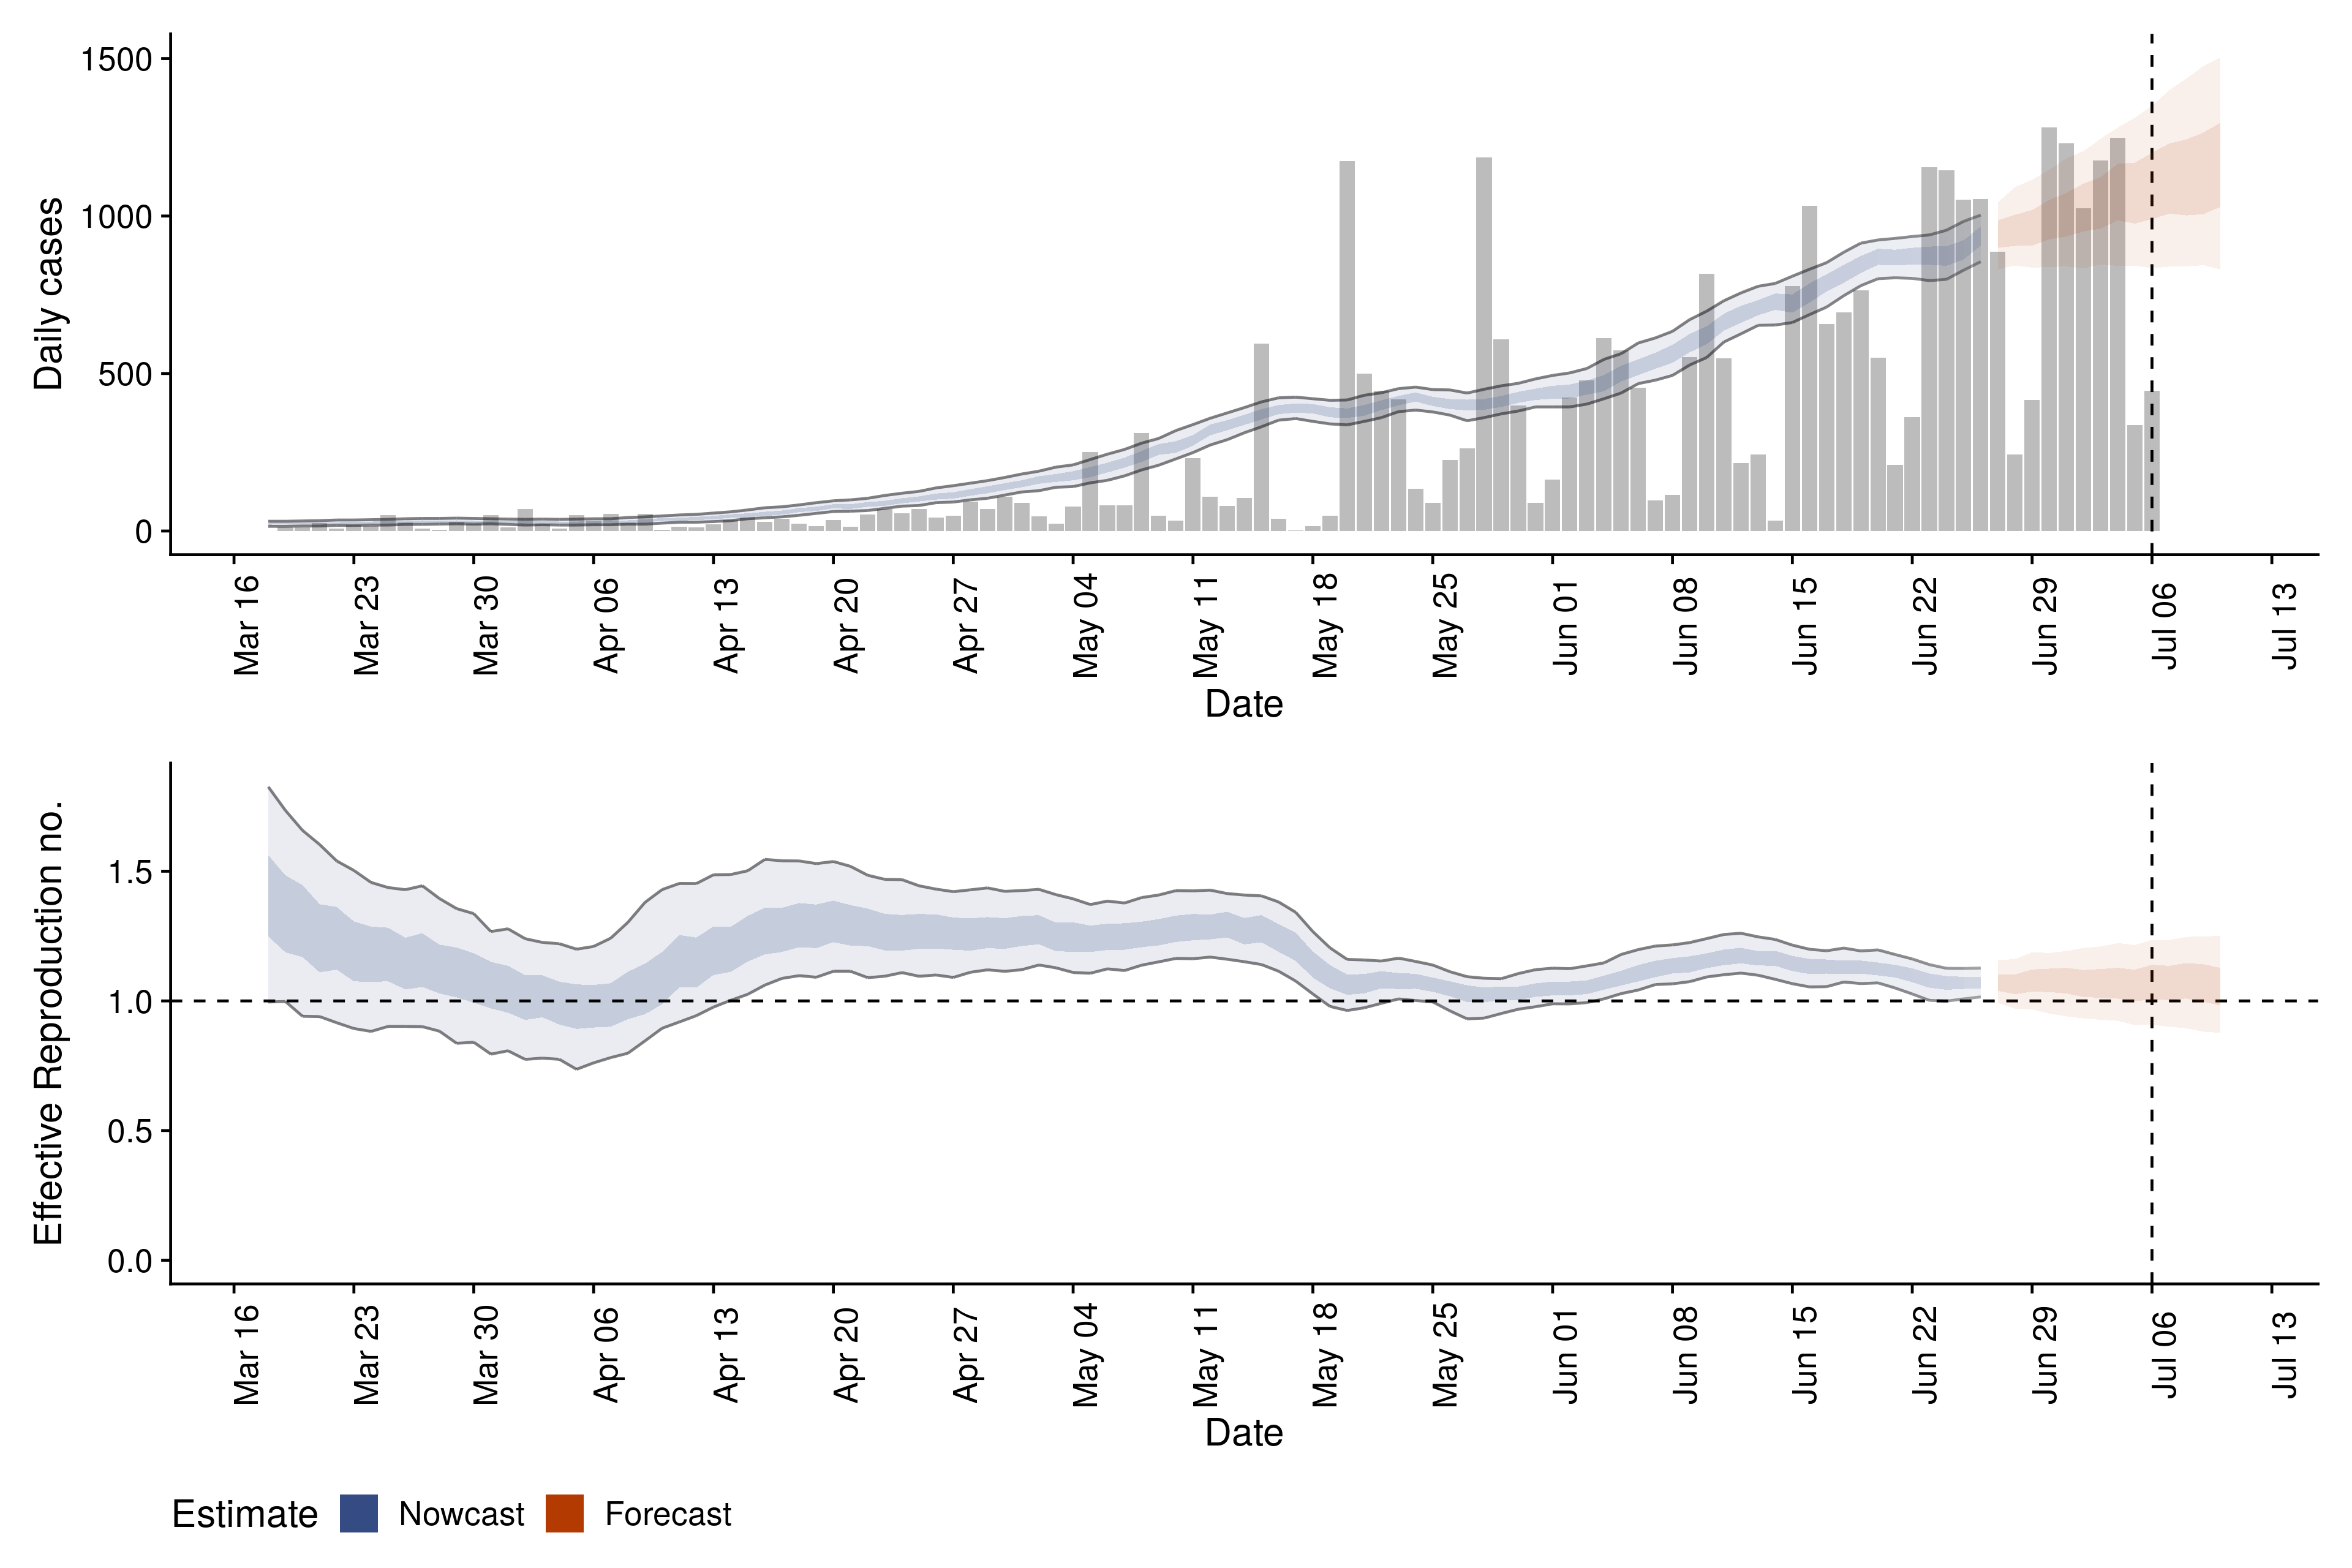 Daily cases
1500
1000
500
0
Mar 16
Mar 23
Mar 30
Apr 06
Apr 13
Apr 20
Apr 27
May 04
May 11
May 18
May 25
Jun 01
Jun 08
Jun 15
Jun 22
Jun 29
Jul 06
Jul 13
Date
Effective Reproduction no.
1.5
1.0
0.5
0.0
Mar 16
Mar 23
Mar 30
Apr 06
Apr 13
Apr 20
Apr 27
May 04
May 11
May 18
May 25
Jun 01
Jun 08
Jun 15
Jun 22
Jun 29
Jul 06
Jul 13
Date
Estimate Nowcast Forecast